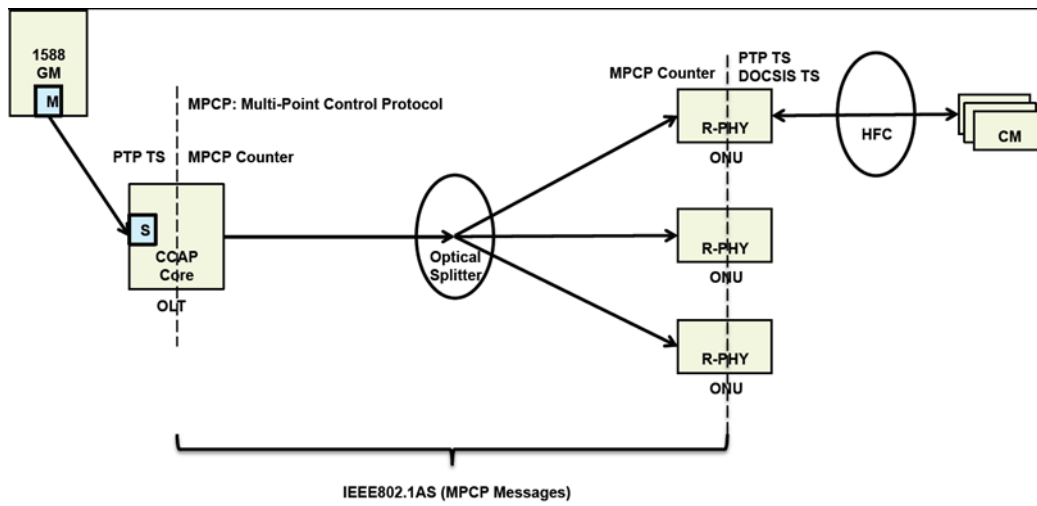 1588
GM
M
MPCP: Multi-Point Control Protocol
PTP TS
MPCP Counter
S
CCAP
Core
OLT
Optical
Splitter
MPCP Counter
PTP TS
DOCSIS TS
R-PHY
ONU
HFC
CM
R-PHY
ONU
R-PHY
ONU
IEEE802.1AS (MPCP Messages)